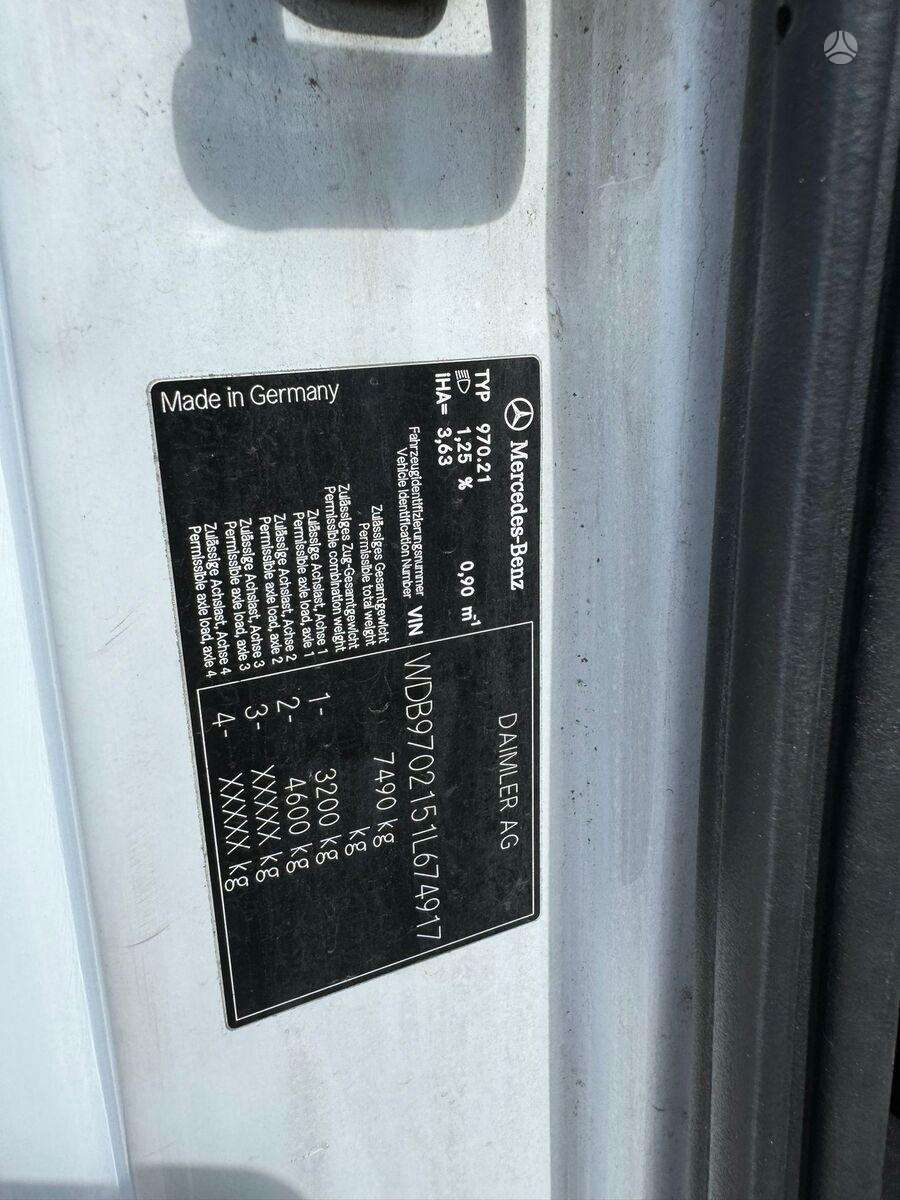 Mercedes-Benz
DAIMLER AG
TYP 970.21
1,25 % 0,90 m-1
IHA= 3,63
Fahrzeugidentifizierungsnummer
Vehicle Identification Number VIN WDB9702151L674917
Zulässiges Gesamtgewicht
Permissible total weight 7490 kg
Zulässiges Zug-Gesamtgewicht
Permissible combination weight kg
Zulässige Achslast, Achse 1
Permissible axle load, axle 1 1- 3200 kg
Zulässige Achslast, Achse 2
Permissible axle load, axle 2 2- 4600 kg
Zulässige Achslast, Achse 3
Permissible axle load, axle 3 3- XXXXX kg
Zulässige Achslast, Achse 4
Permissible axle load, axle 4 4- XXXXX kg
Made in Germany